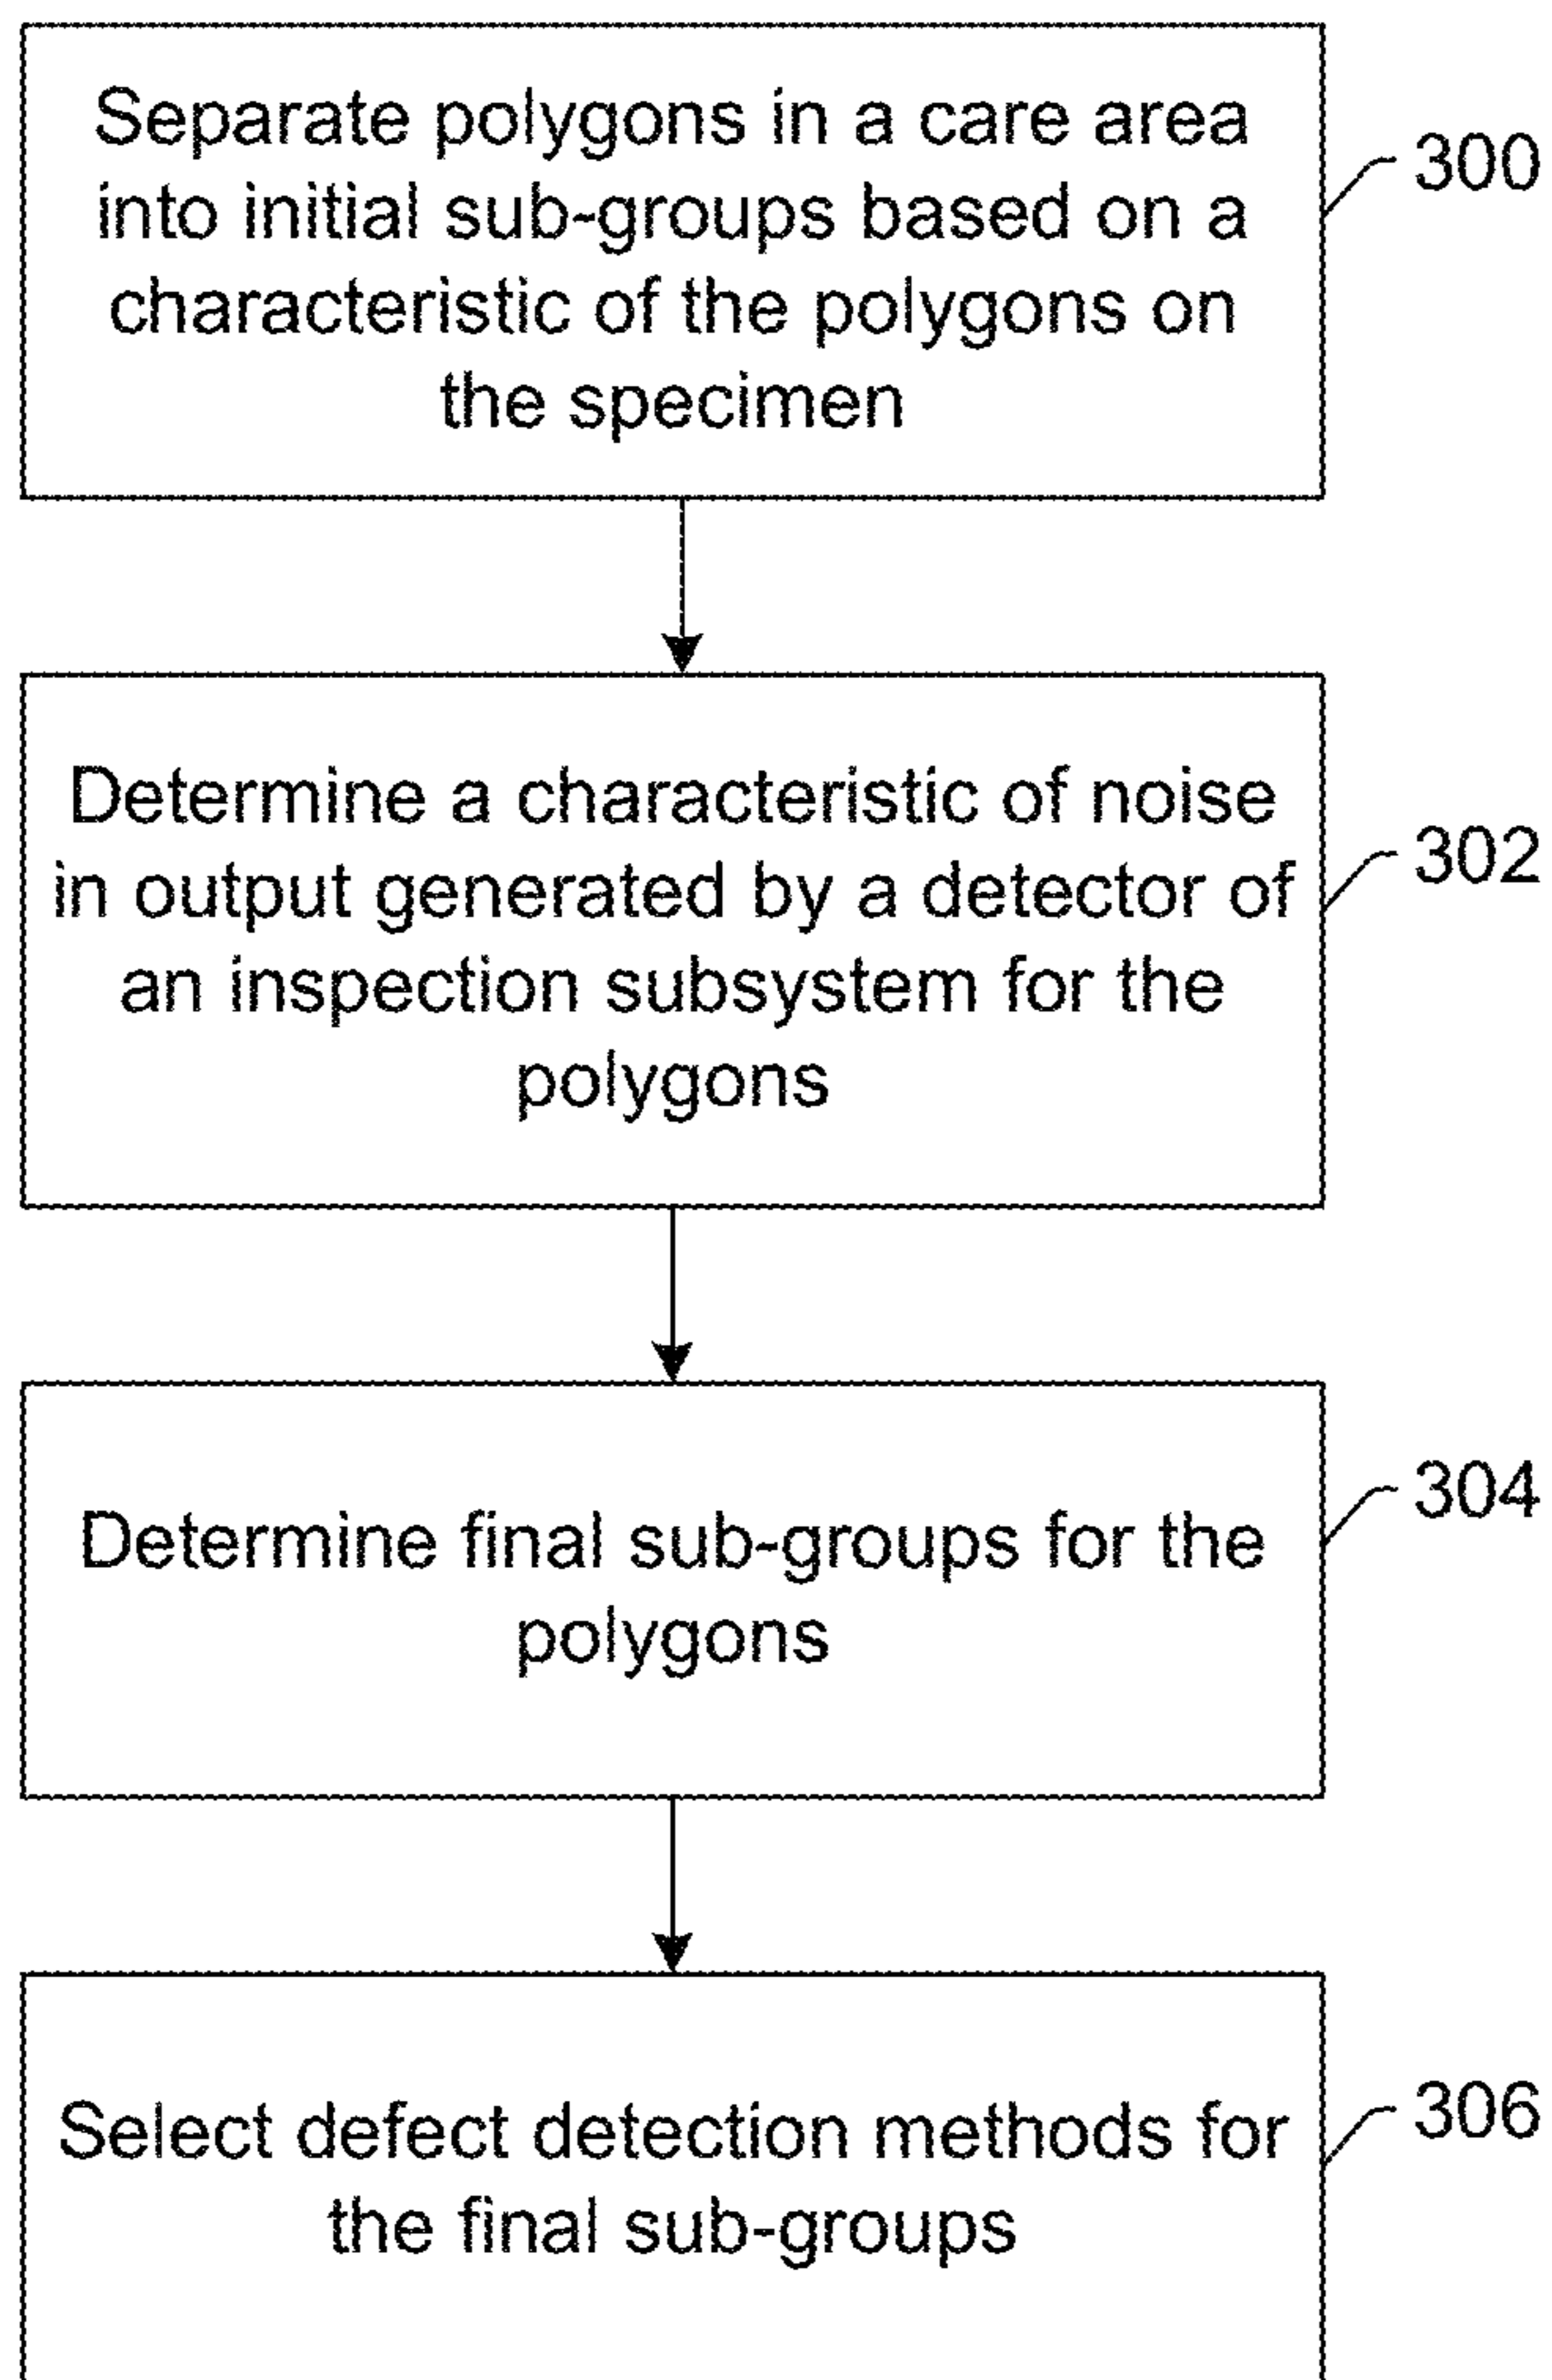 Separate polygons in a care area
into initial sub-groups based on a
characteristic of the polygons on
the specimen
300
Determine a characteristic of noise
in output generated by a detector of
an inspection subsystem for the
polygons
302
Determine final sub-groups for the
polygons
304
Select defect detection methods for
the final sub-groups
306